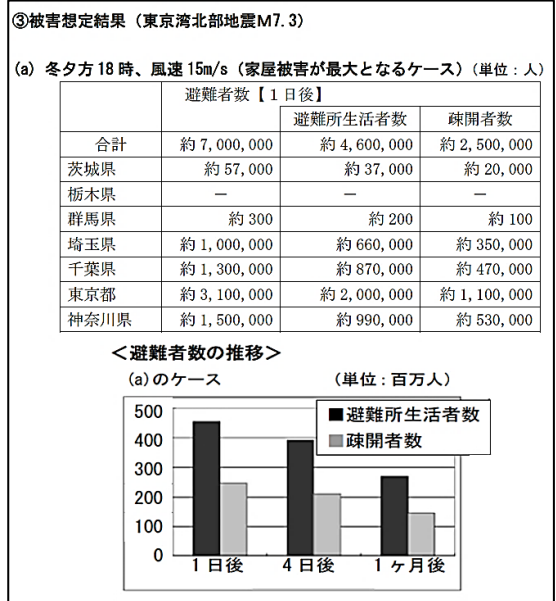 ③被害想定結果（東京湾北部地震Ｍ7.3）
(a) 冬夕方18時、風速15m/s（家屋被害が最大となるケース）（単位：人）
避難者数【１日後】
避難所生活者数 疎開者数
合計 約7,000,000 約4,600,000 約2,500,000
茨城県 約57,000 約37,000 約20,000
栃木県 － － －
群馬県 約300 約200 約100
埼玉県 約1,000,000 約660,000 約350,000
千葉県 約1,300,000 約870,000 約470,000
東京都 約3,100,000 約2,000,000 約1,100,000
神奈川県 約1,500,000 約990,000 約530,000
＜避難者数の推移＞
(a)のケース （単位：百万人）
500
400
300
200
100
0
避難所生活者数
疎開者数
１日後 ４日後 １ヶ月後